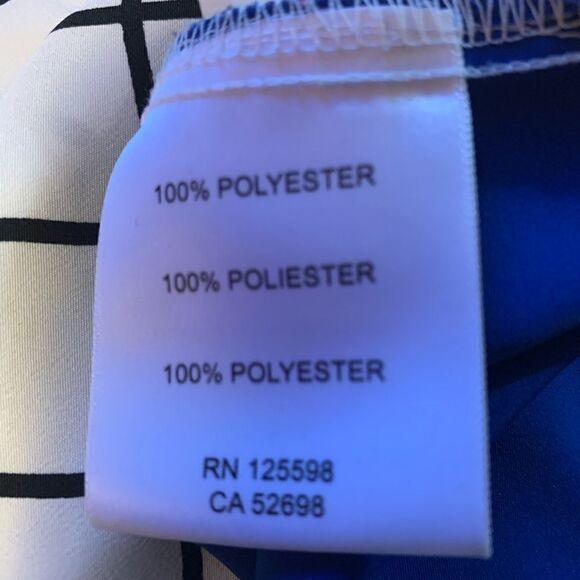 100% POLYESTER
100% POLIESTER
100% POLYESTER
RN 125598
CA 52698